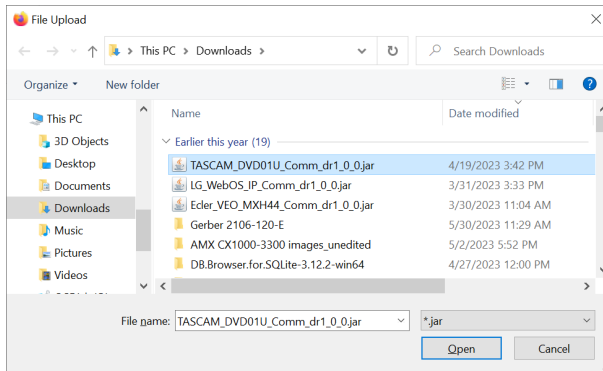 File Upload
This PC > Downloads >
Search Downloads
Organize
New folder
Name
Date modified
This PC
3D Objects
Desktop
Documents
Downloads
Music
Pictures
Videos
Earlier this year (19)
TASCAM_DVD01U_Comm_dr1_0_0.jar 4/19/2023 3:42 PM
LG_WebOS_IP_Comm_dr1_0_0.jar 3/31/2023 3:33 PM
Ecler_VEO_MXH44_Comm_dr1_0_0.jar 3/30/2023 11:04 AM
Gerber 2106-120-E 5/30/2023 11:29 AM
AMX CX1000-3300 images_unedited 5/2/2023 5:52 PM
DB.Browser.for.SQLite-3.12.2-win64 4/27/2023 12:00 PM
File name: TASCAM_DVD01U_Comm_dr1_0_0.jar
*.jar
Open
Cancel